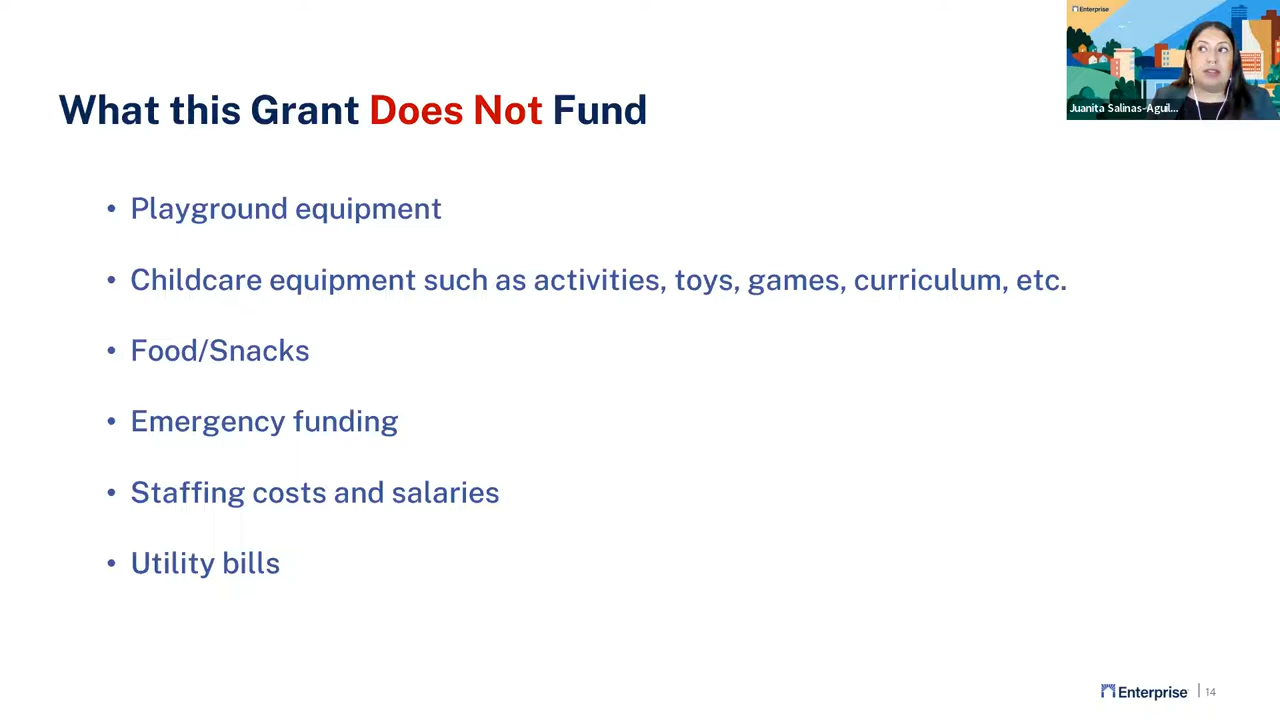 Enterprise
Juanita Salinas-Aguil...
What this Grant Does Not Fund
• Playground equipment
• Childcare equipment such as activities, toys, games, curriculum, etc.
• Food/Snacks
• Emergency funding
• Staffing costs and salaries
• Utility bills
Enterprise | 14